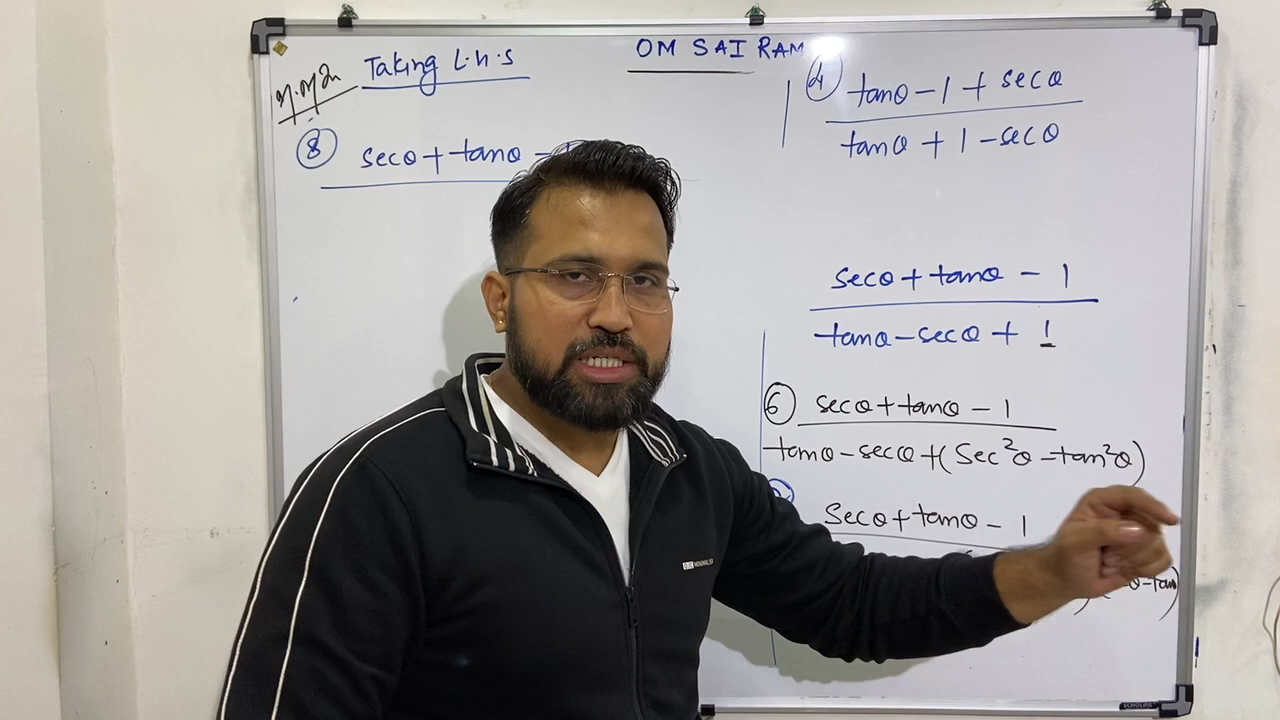 OM SAI RAM
Taking L.H.S
8
secθ + tanθ -
4
tanθ - 1 + secθ
tanθ + 1 - secθ
secθ + tanθ - 1
tanθ - secθ + 1
6
secθ + tanθ - 1
tanθ - secθ + (sec²θ - tan²θ)
secθ + tanθ - 1